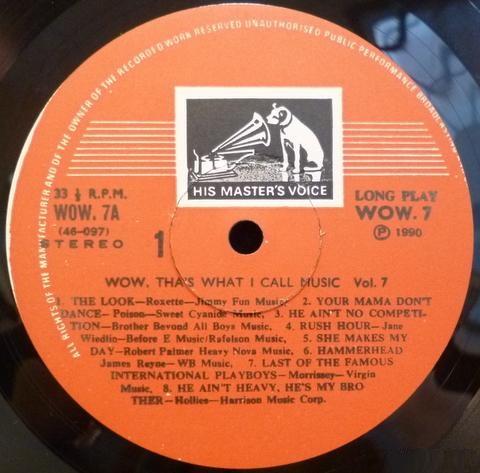 ALL RIGHTS OF THE MANUFACTURER AND OF THE OWNER OF THE RECORDED WORK RESERVED UNAUTHORISED PUBLIC PERFORMANCE BROADCASTING
HIS MASTER'S VOICE
33 ⅓ R.P.M.
LONG PLAY
WOW. 7A
WOW. 7
(46-097)
1
Ⓟ 1990
STEREO
WOW, THA'S WHAT I CALL MUSIC Vol. 7
1. THE LOOK—Roxette—Jimmy Fun Music, 2. YOUR MAMA DON'T
DANCE— Poison—Sweet Cyanide Music, 3. HE AIN'T NO COMPETI-
TION—Brother Beyond All Boys Music, 4. RUSH HOUR—Jane
Wiedlin—Before E Music/Rafelson Music, 5. SHE MAKES MY
DAY—Robert Palmer Heavy Nova Music, 6. HAMMERHEAD
James Reyne—WB Music, 7. LAST OF THE FAMOUS
INTERNATIONAL PLAYBOYS—Morrissey—Virgin
Music, 8. HE AIN'T HEAVY, HE'S MY BRO
THER—Hollies—Harrison Music Corp.